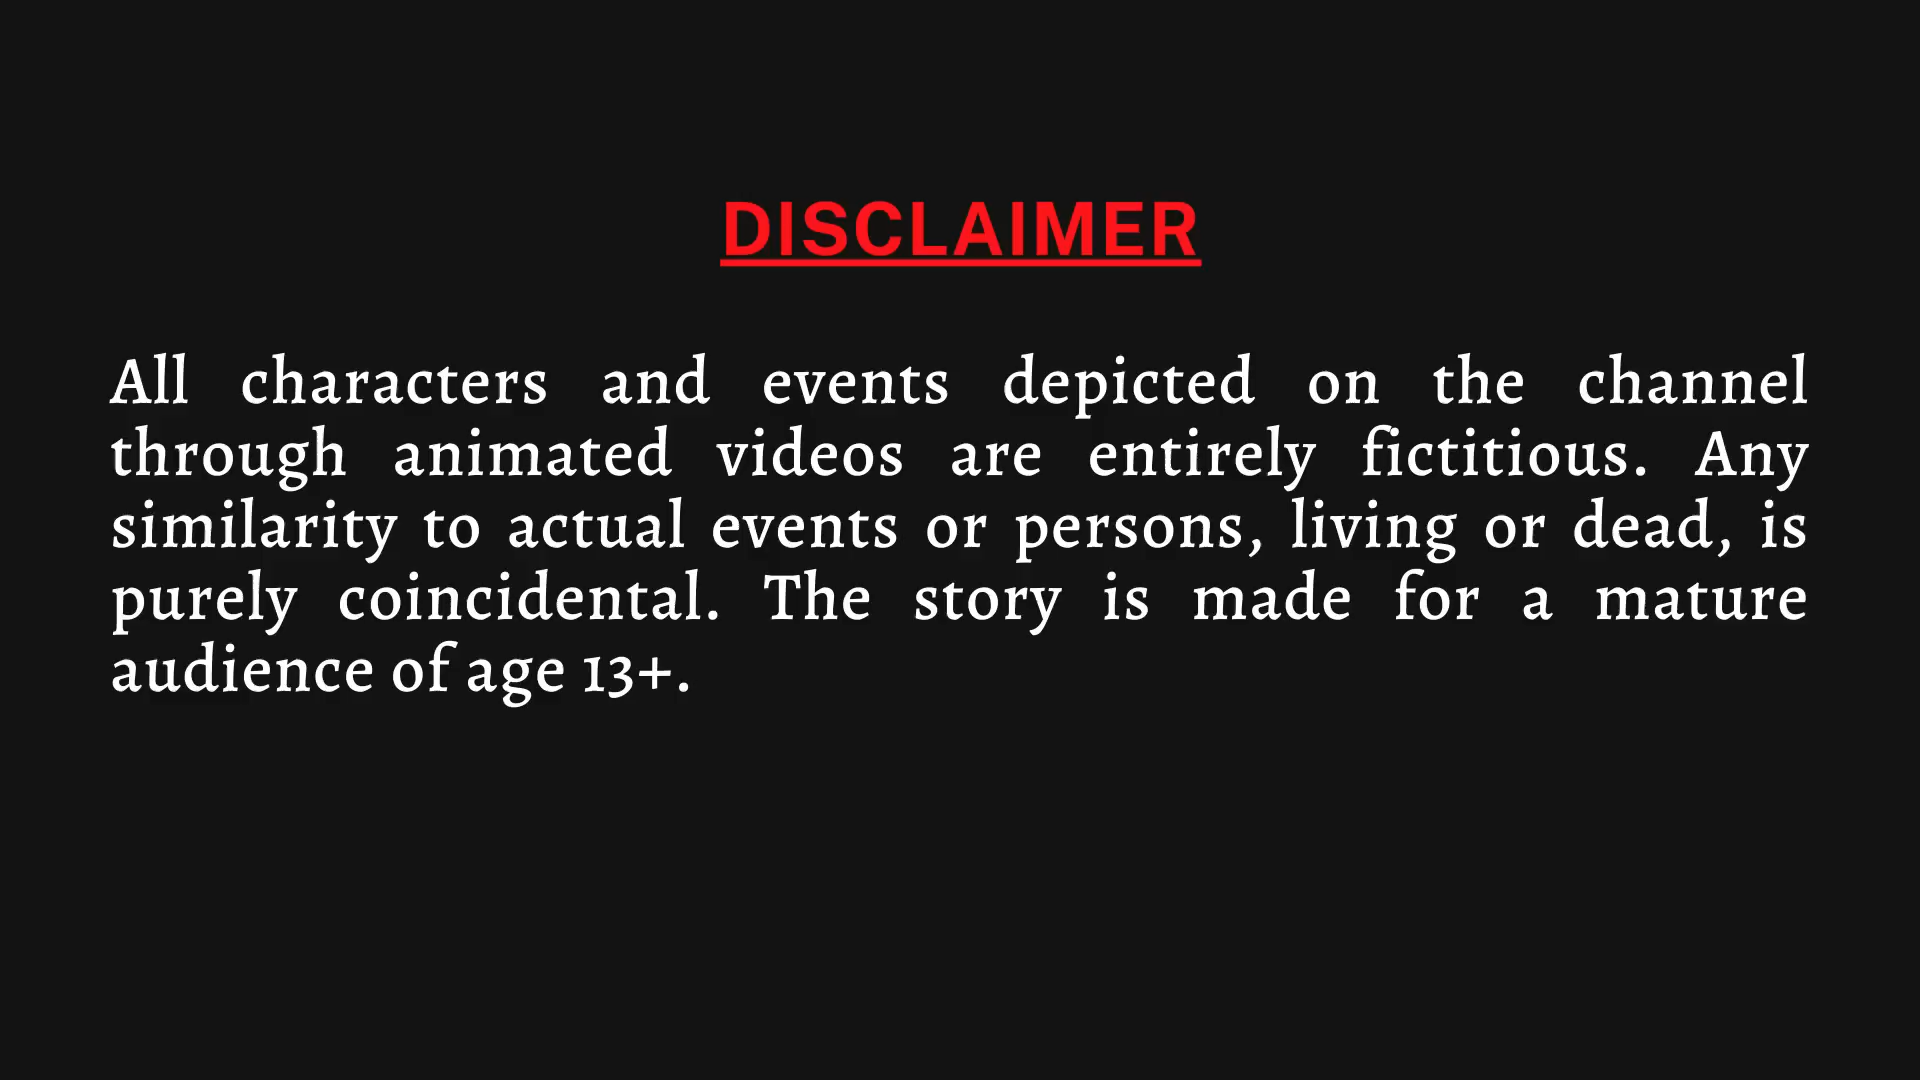 DISCLAIMER
All characters and events depicted on the channel
through animated videos are entirely fictitious. Any
similarity to actual events or persons, living or dead, is
purely coincidental. The story is made for a mature
audience of age 13+.